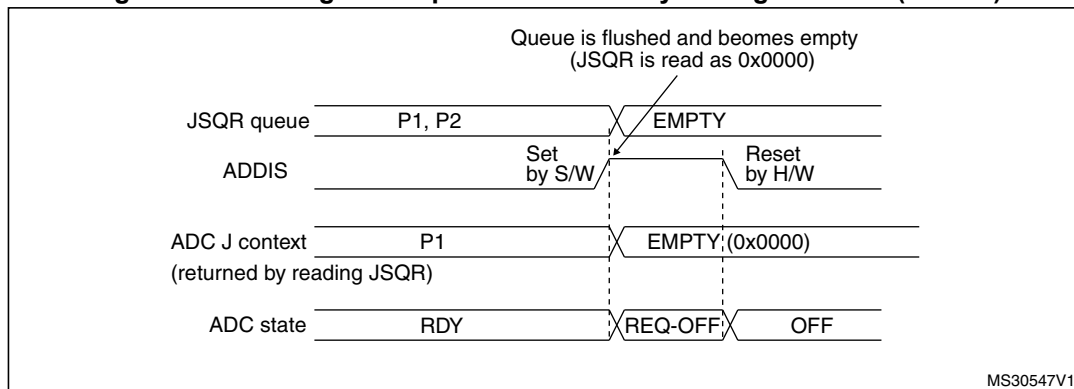 Queue is flushed and beomes empty
(JSQR is read as 0x0000)
JSQR queue P1, P2 EMPTY
ADDIS Set by S/W Reset by H/W
ADC J context P1 EMPTY (0x0000)
(returned by reading JSQR)
ADC state RDY REQ-OFF OFF
MS30547V1